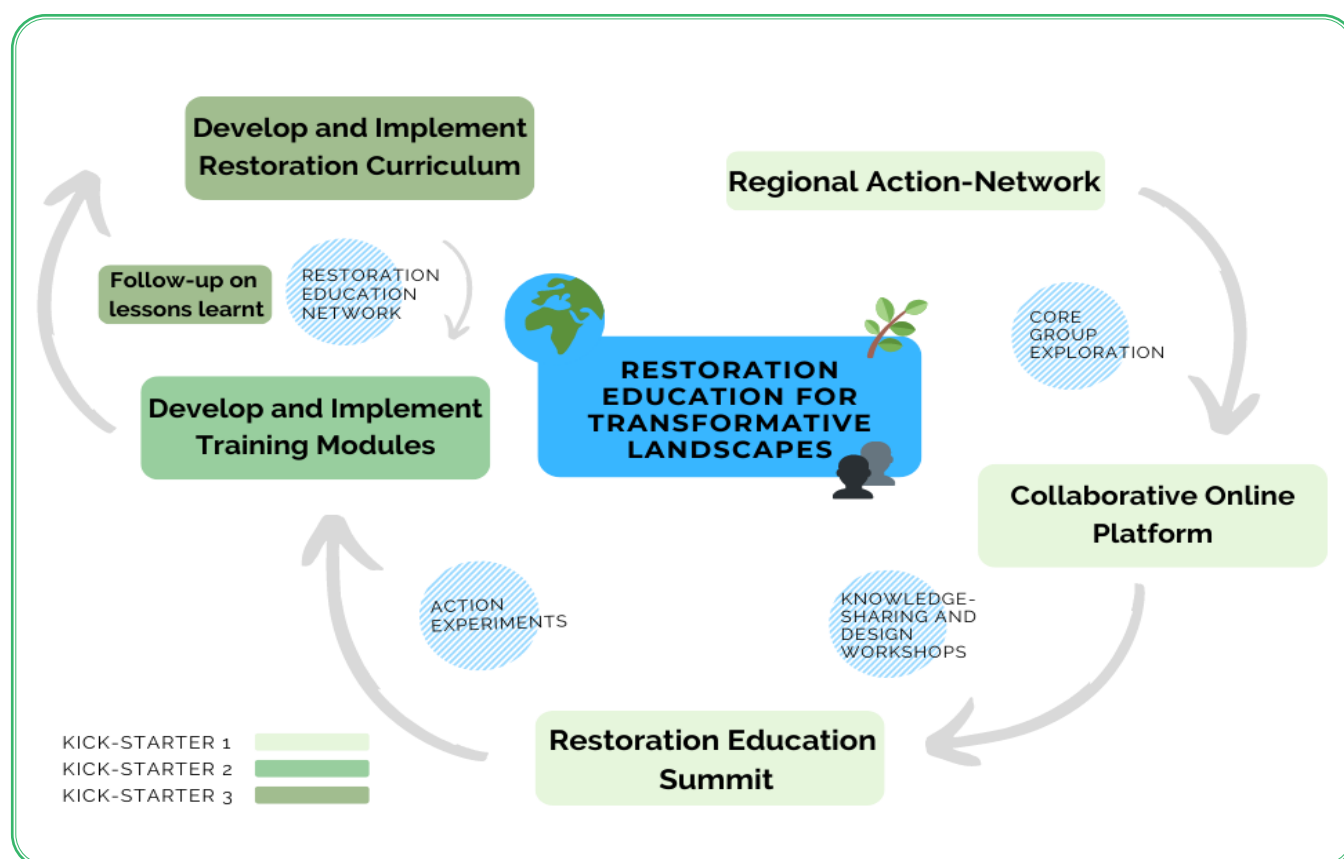 Develop and Implement
Restoration Curriculum
Regional Action-Network
Follow-up on
lessons learnt
RESTORATION
EDUCATION
NETWORK
CORE
GROUP
EXPLORATION
RESTORATION
EDUCATION FOR
TRANSFORMATIVE
LANDSCAPES
Develop and Implement
Training Modules
Collaborative Online
Platform
ACTION
EXPERIMENTS
KNOWLEDGE-
SHARING AND
DESIGN
WORKSHOPS
Restoration Education
Summit
KICK-STARTER 1
KICK-STARTER 2
KICK-STARTER 3